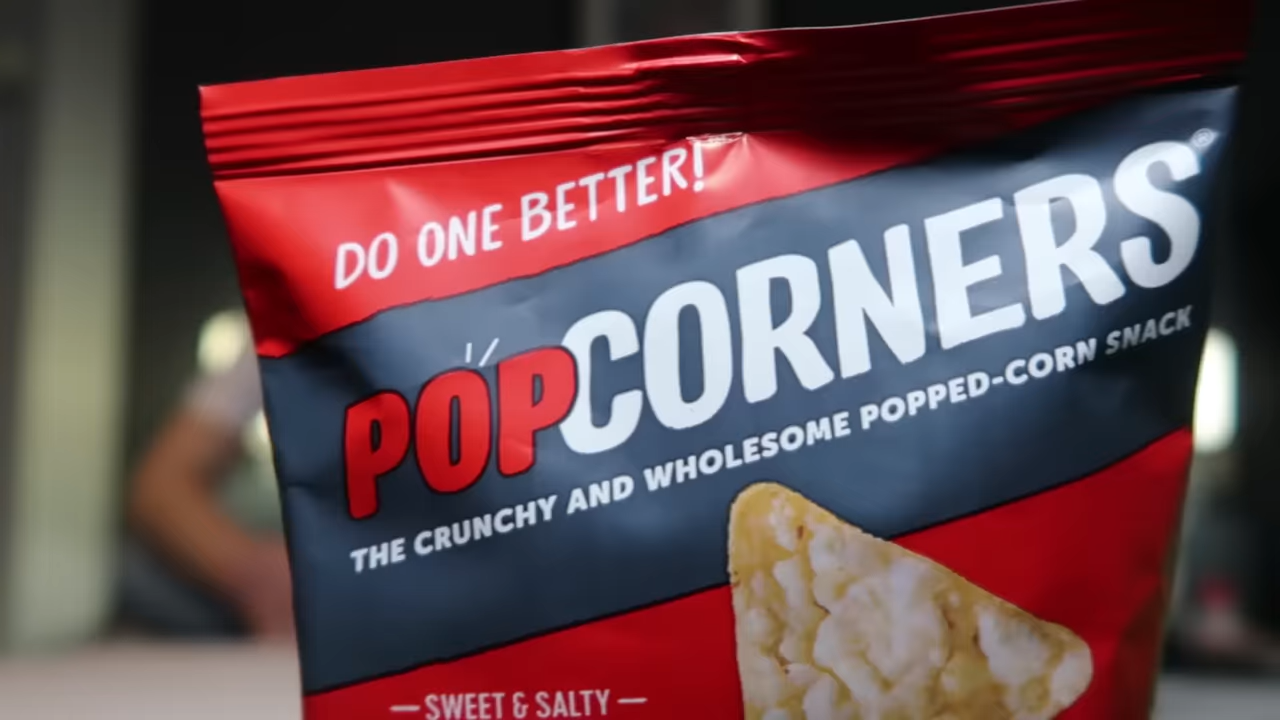 DO ONE BETTER!
POPCORNERS®
THE CRUNCHY AND WHOLESOME POPPED-CORN SNACK
— SWEET & SALTY —